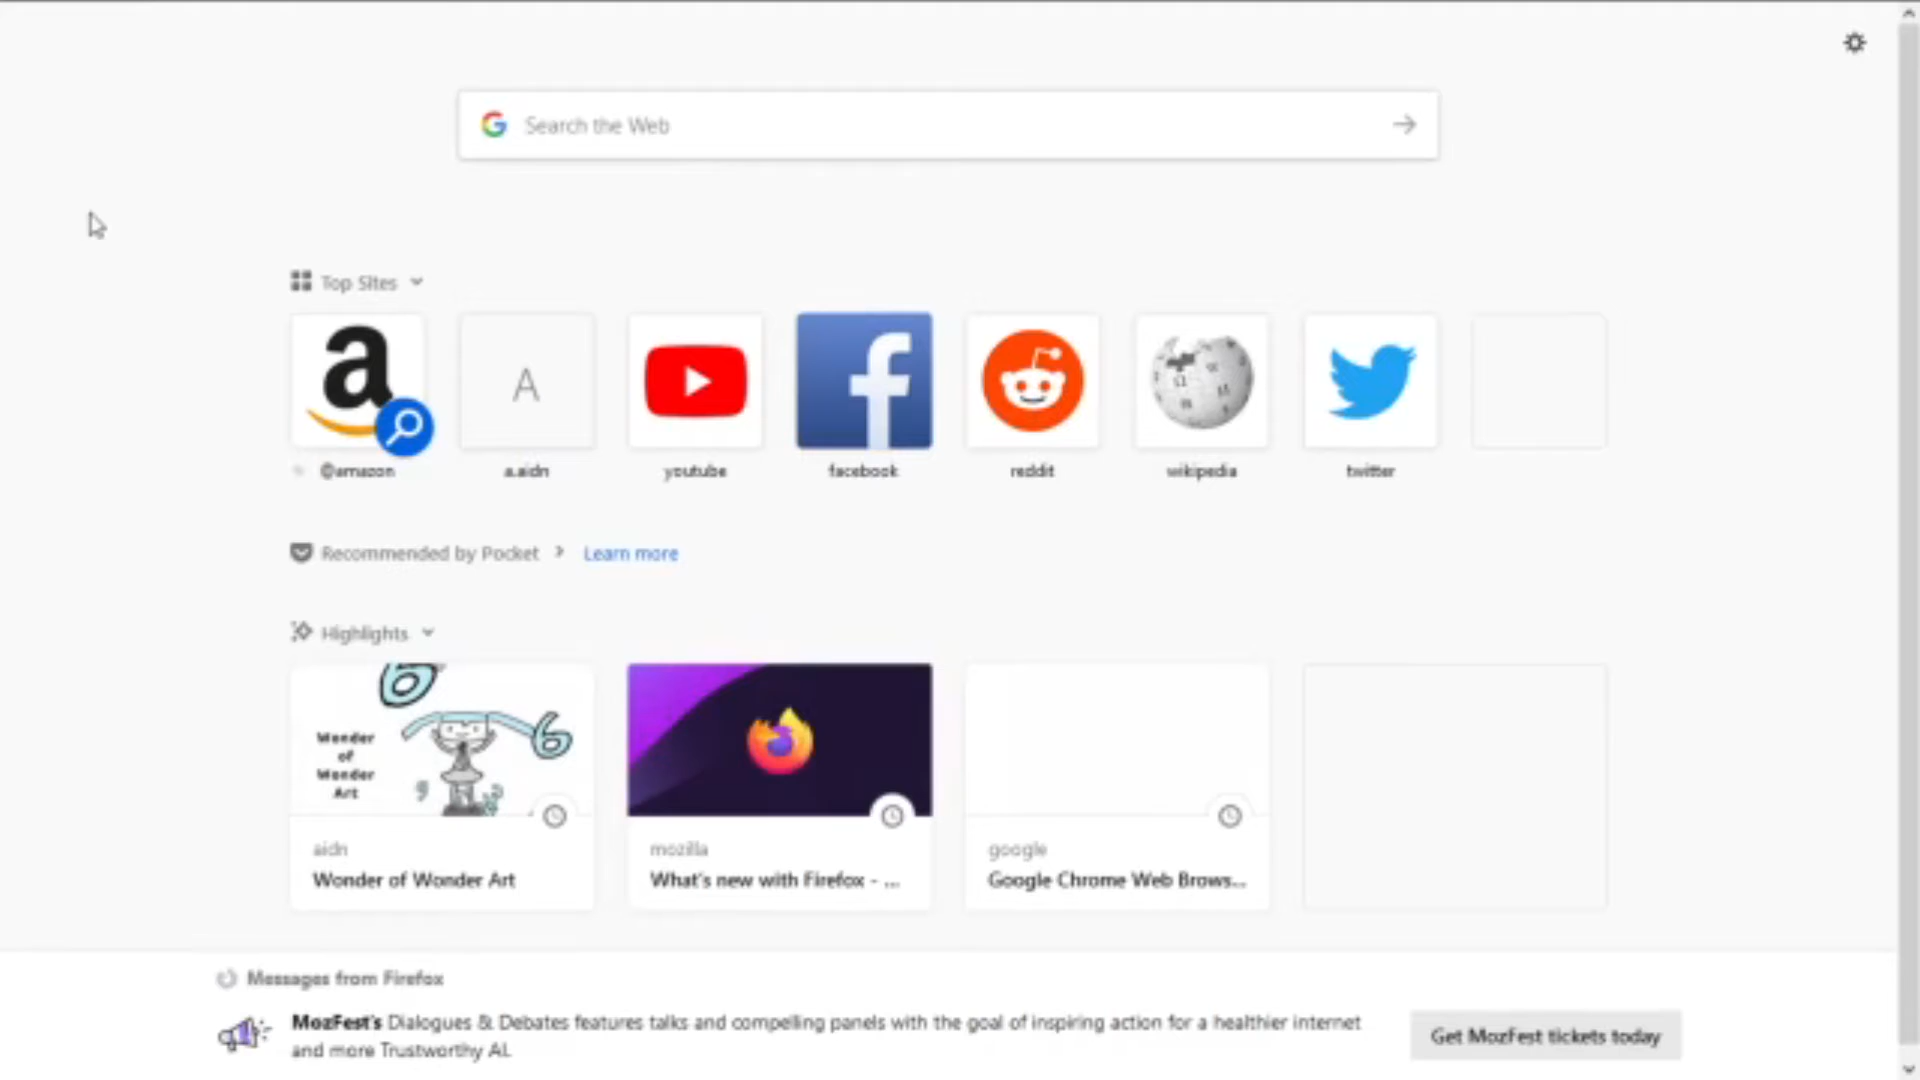 Search the Web
Top Sites
a
A
f
@amazon
a.aidn
youtube
facebook
reddit
wikipedia
twitter
Recommended by Pocket
Learn more
Highlights
6
6
9
Wonder
of
Wonder
Art
aidn
Wonder of Wonder Art
mozilla
What's new with Firefox - ...
google
Google Chrome Web Brows...
Messages from Firefox
MozFest's Dialogues & Debates features talks and compelling panels with the goal of inspiring action for a healthier internet
and more Trustworthy AI.
Get MozFest tickets today